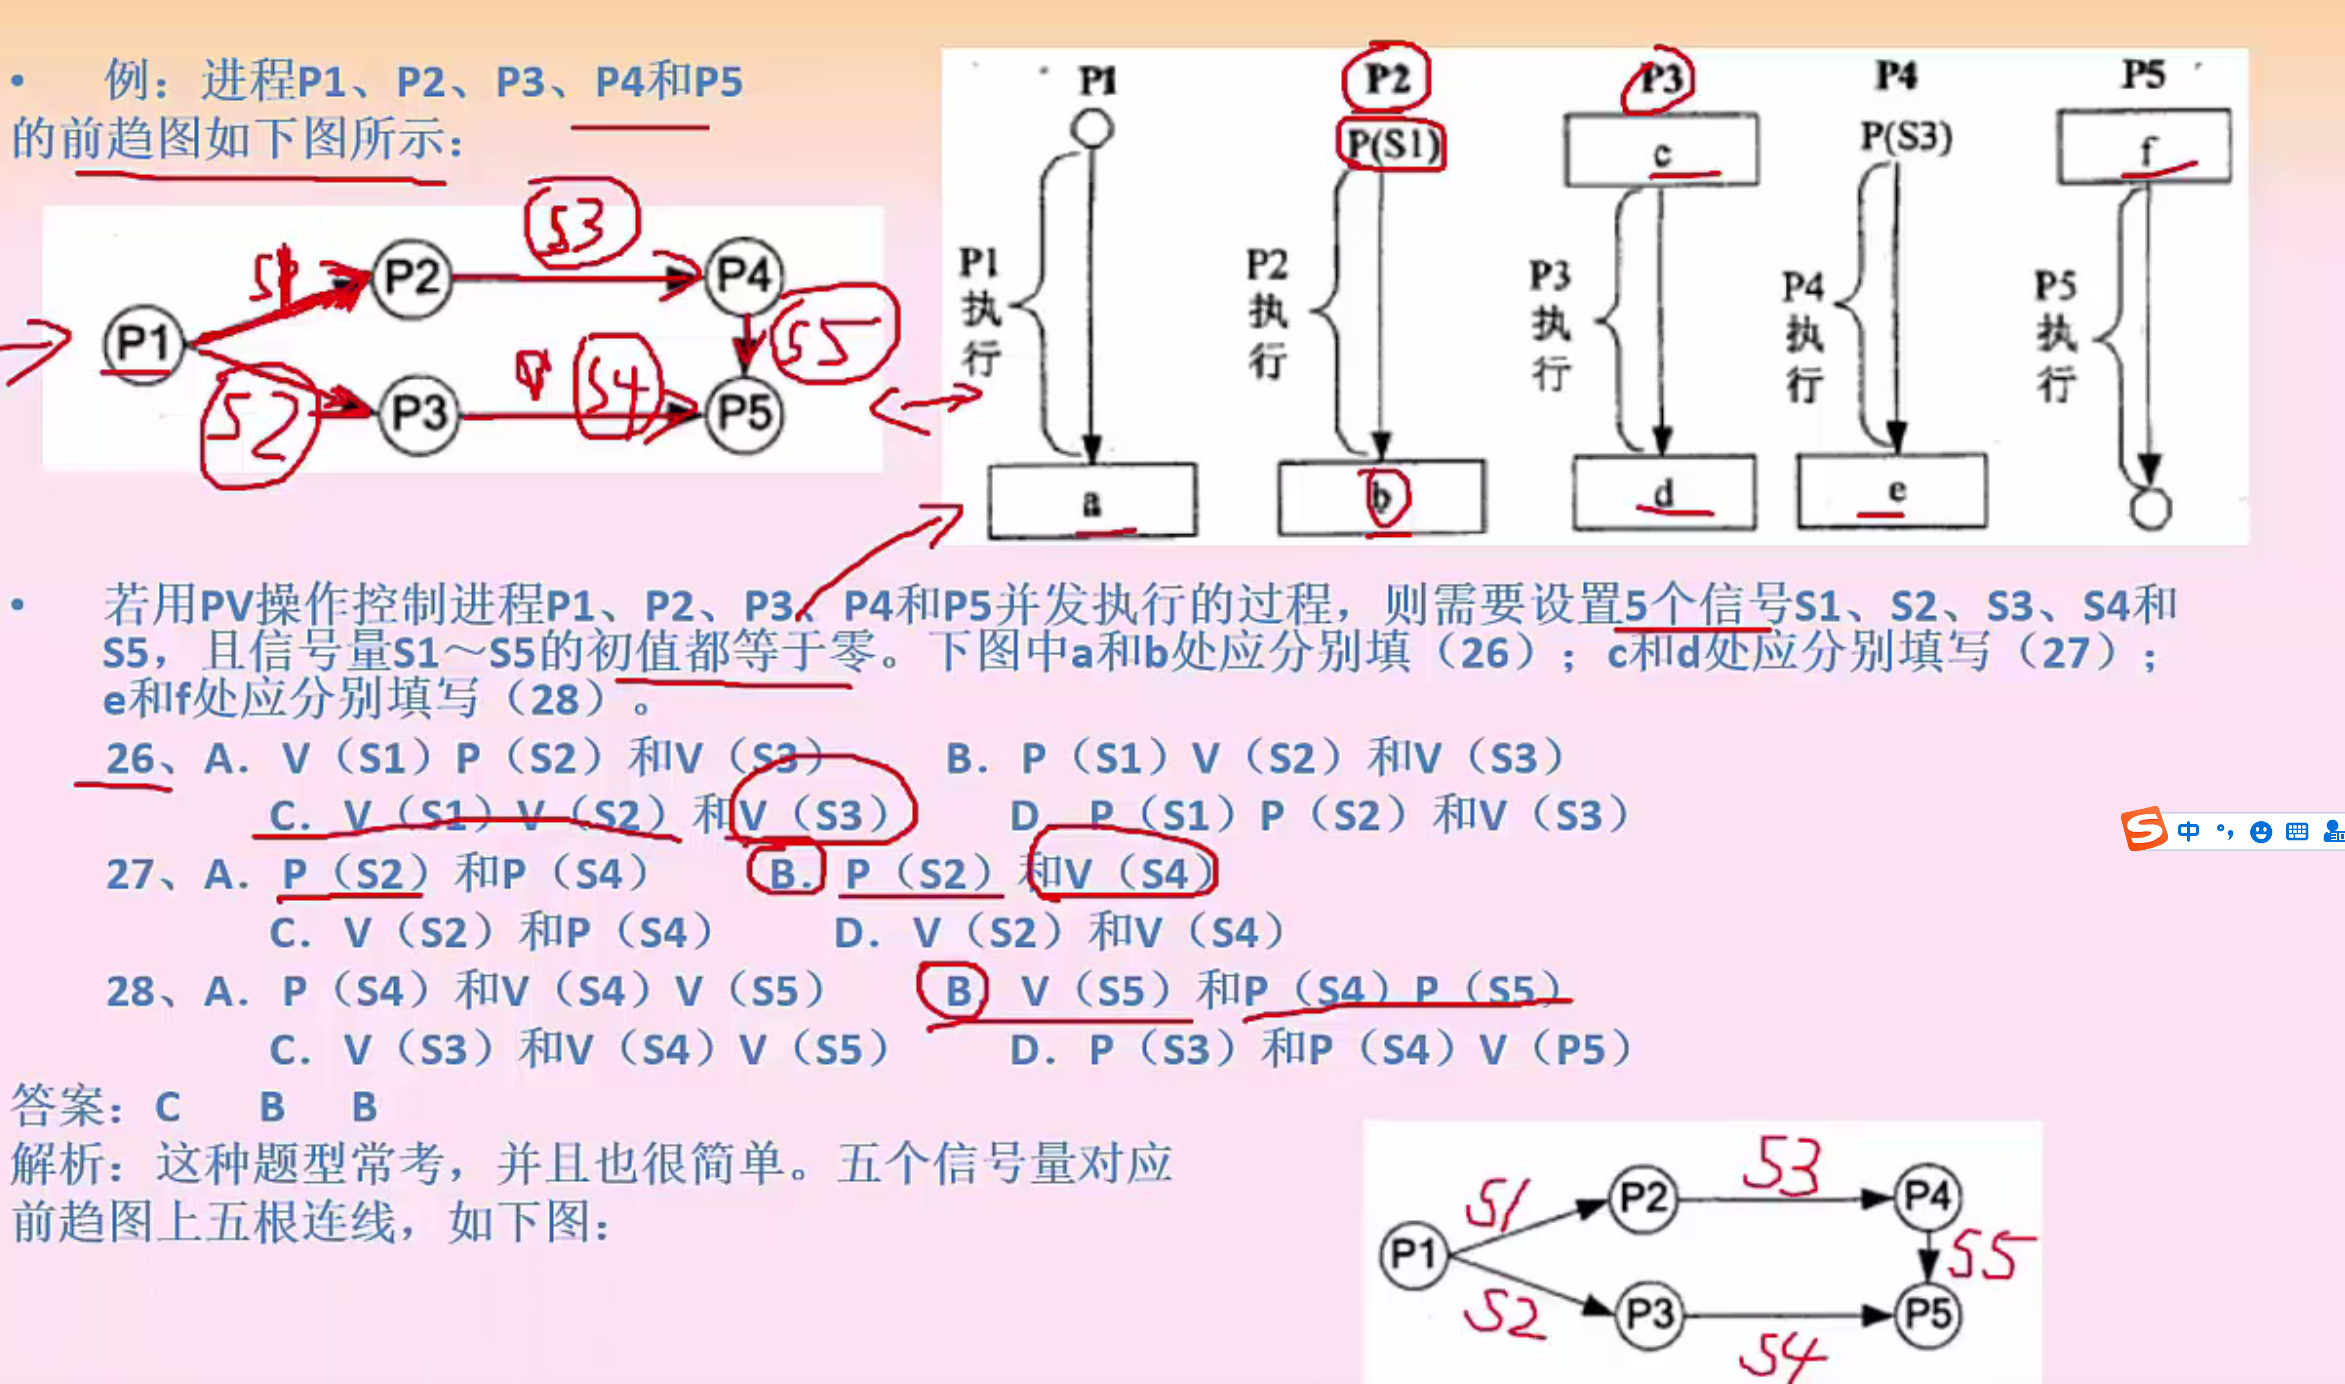 • 例：进程P1、P2、P3、P4和P5
的前趋图如下图所示：
S1
S3
P2
P4
P1
S5
S2
S4
P3
P5
P1
P2
P3
P4
P5
P(S1)
c
P(S3)
f
P1执行
P2执行
P3执行
P4执行
P5执行
a
b
d
e
• 若用PV操作控制进程P1、P2、P3、P4和P5并发执行的过程，则需要设置5个信号S1、S2、S3、S4和
S5，且信号量S1～S5的初值都等于零。下图中a和b处应分别填（26）；c和d处应分别填写（27）；
e和f处应分别填写（28）。
26、A. V（S1）P（S2）和V（S3） B. P（S1）V（S2）和V（S3）
C. V（S1）V（S2）和V（S3） D. P（S1）P（S2）和V（S3）
27、A. P（S2）和P（S4） B. P（S2）和V（S4）
C. V（S2）和P（S4） D. V（S2）和V（S4）
28、A. P（S4）和V（S4）V（S5） B. V（S5）和P（S4）P（S5）
C. V（S3）和V（S4）V（S5） D. P（S3）和P（S4）V（P5）
答案：C B B
解析：这种题型常考，并且也很简单。五个信号量对应
前趋图上五根连线，如下图：
S1
P2
S3
P4
P1
S5
S2
P3
P5
S4
S中